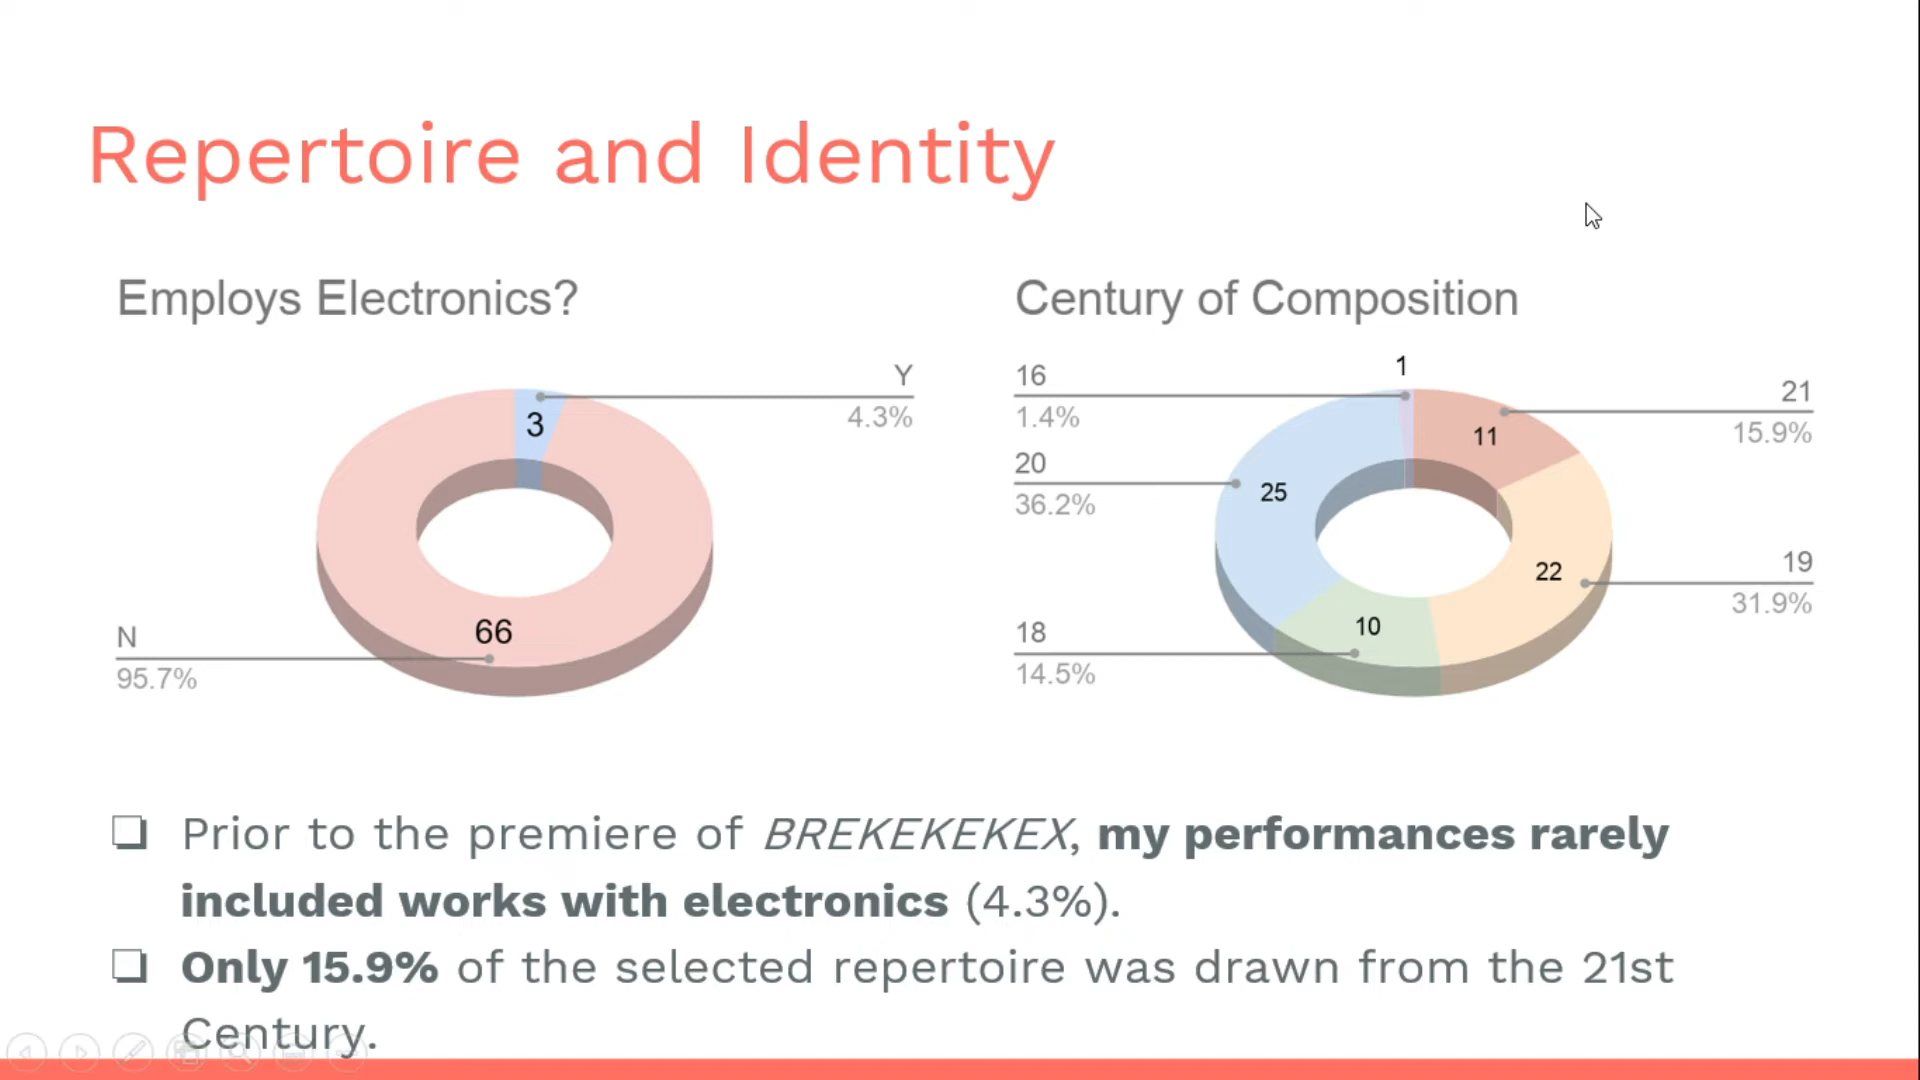 Repertoire and Identity
Employs Electronics?
Y
4.3%
3
66
N
95.7%
Century of Composition
16
1.4%
1
21
15.9%
11
20
36.2%
25
19
31.9%
22
18
14.5%
10
❏ Prior to the premiere of BREKEKEKEX, my performances rarely
included works with electronics (4.3%).
❏ Only 15.9% of the selected repertoire was drawn from the 21st
Century.